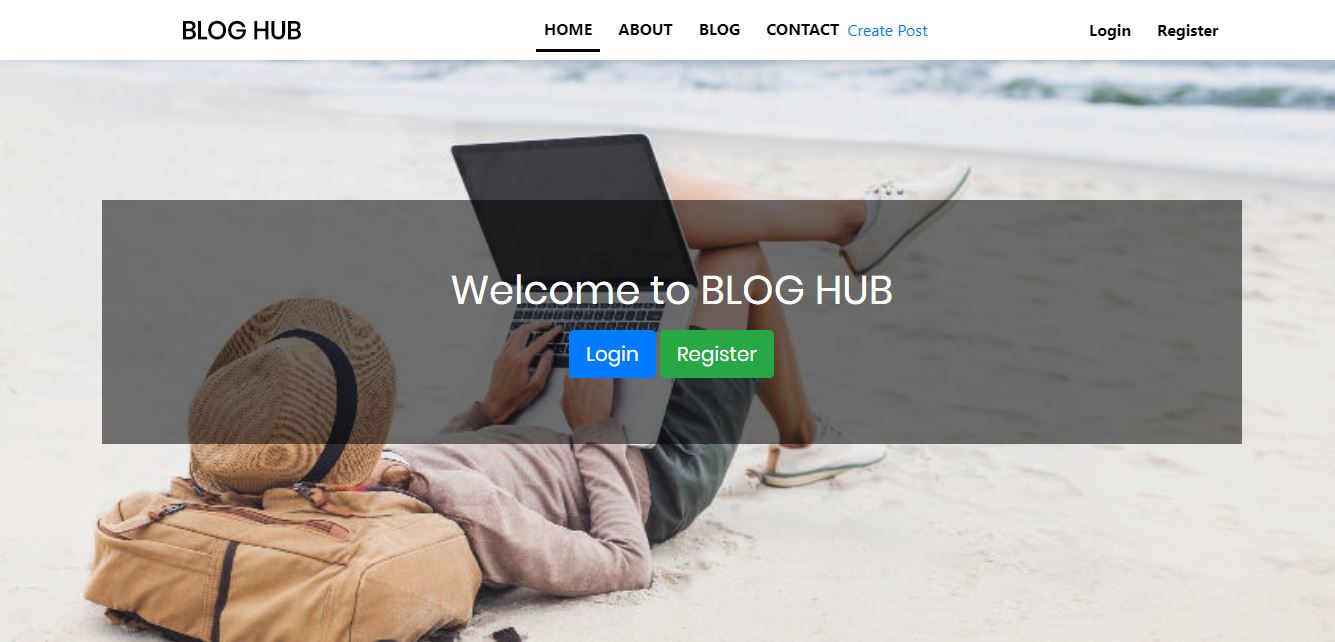 BLOG HUB HOME ABOUT BLOG CONTACT Create Post Login Register
Welcome to BLOG HUB
Login Register